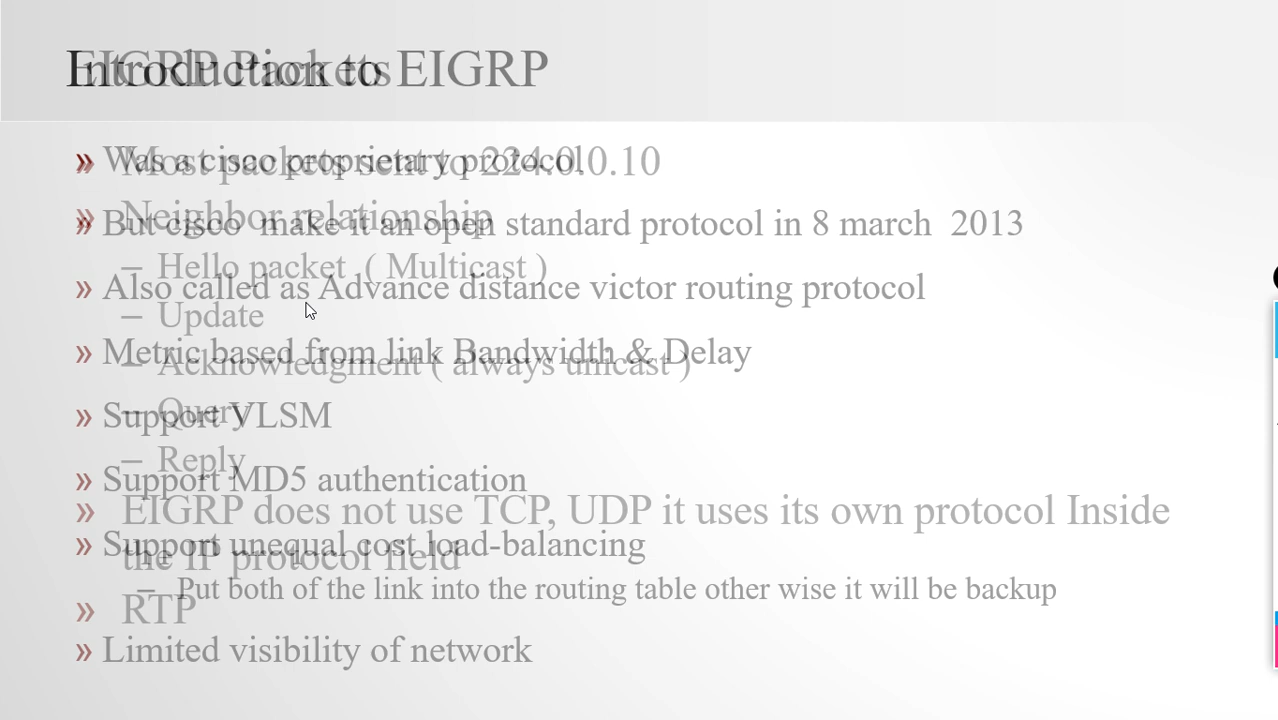 Introduction to EIGRP
» Was a cisco proprietary protocol.
» But cisco make it an open standard protocol in 8 march 2013
» Also called as Advance distance victor routing protocol
» Metric based from link Bandwidth & Delay
» Support VLSM
» Support MD5 authentication
» Support unequal cost load-balancing
– Put both of the link into the routing table other wise it will be backup
» Limited visibility of network
EIGRP Packets
» Most packets sent to 224.0.0.10
» Neighbor relationship
– Hello packet ( Multicast )
– Update
– Acknowledgment ( always unicast )
– Query
– Reply
» EIGRP does not use TCP, UDP it uses its own protocol Inside
the IP protocol field
» RTP